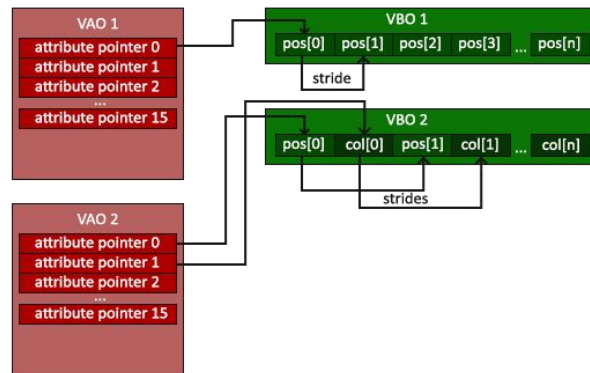 VAO 1
attribute pointer 0
attribute pointer 1
attribute pointer 2
...
attribute pointer 15
VBO 1
pos[0] pos[1] pos[2] pos[3] ... pos[n]
stride
VBO 2
pos[0] col[0] pos[1] col[1] ... col[n]
strides
VAO 2
attribute pointer 0
attribute pointer 1
attribute pointer 2
...
attribute pointer 15